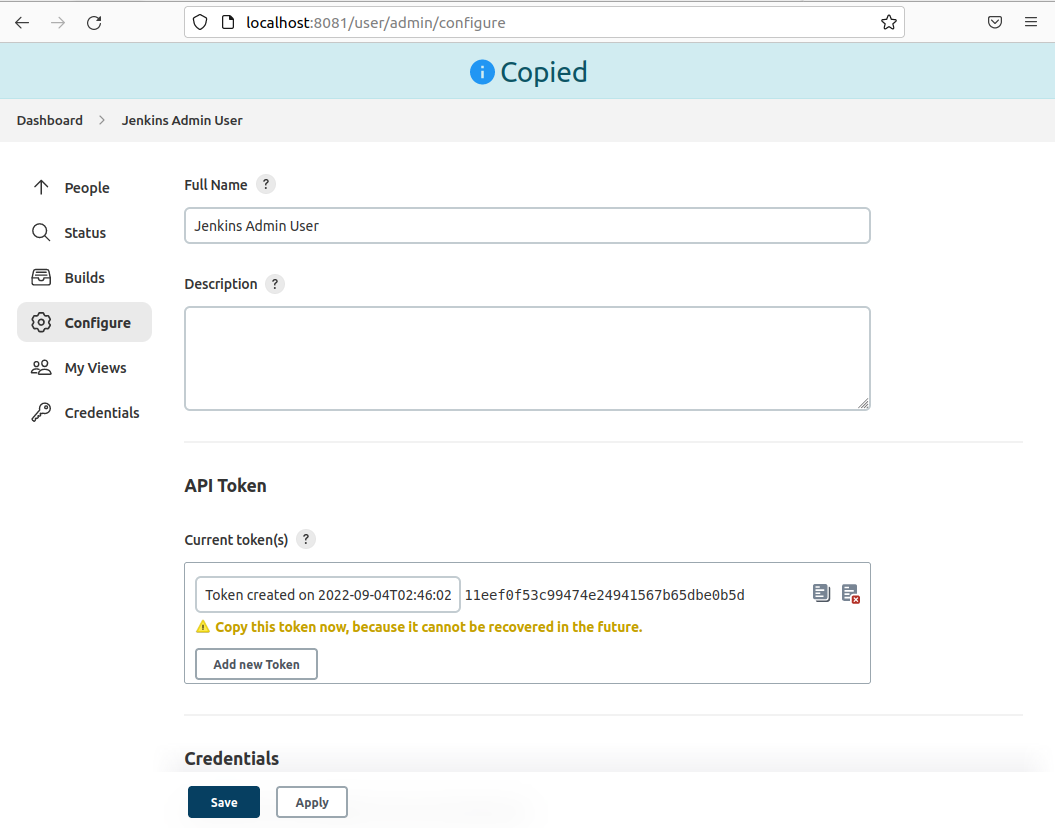 localhost:8081/user/admin/configure
Copied
Dashboard > Jenkins Admin User
People
Status
Builds
Configure
My Views
Credentials
Full Name ?
Jenkins Admin User
Description ?
API Token
Current token(s) ?
Token created on 2022-09-04T02:46:02 11eef0f53c99474e24941567b65dbe0b5d
Copy this token now, because it cannot be recovered in the future.
Add new Token
Credentials
Save Apply